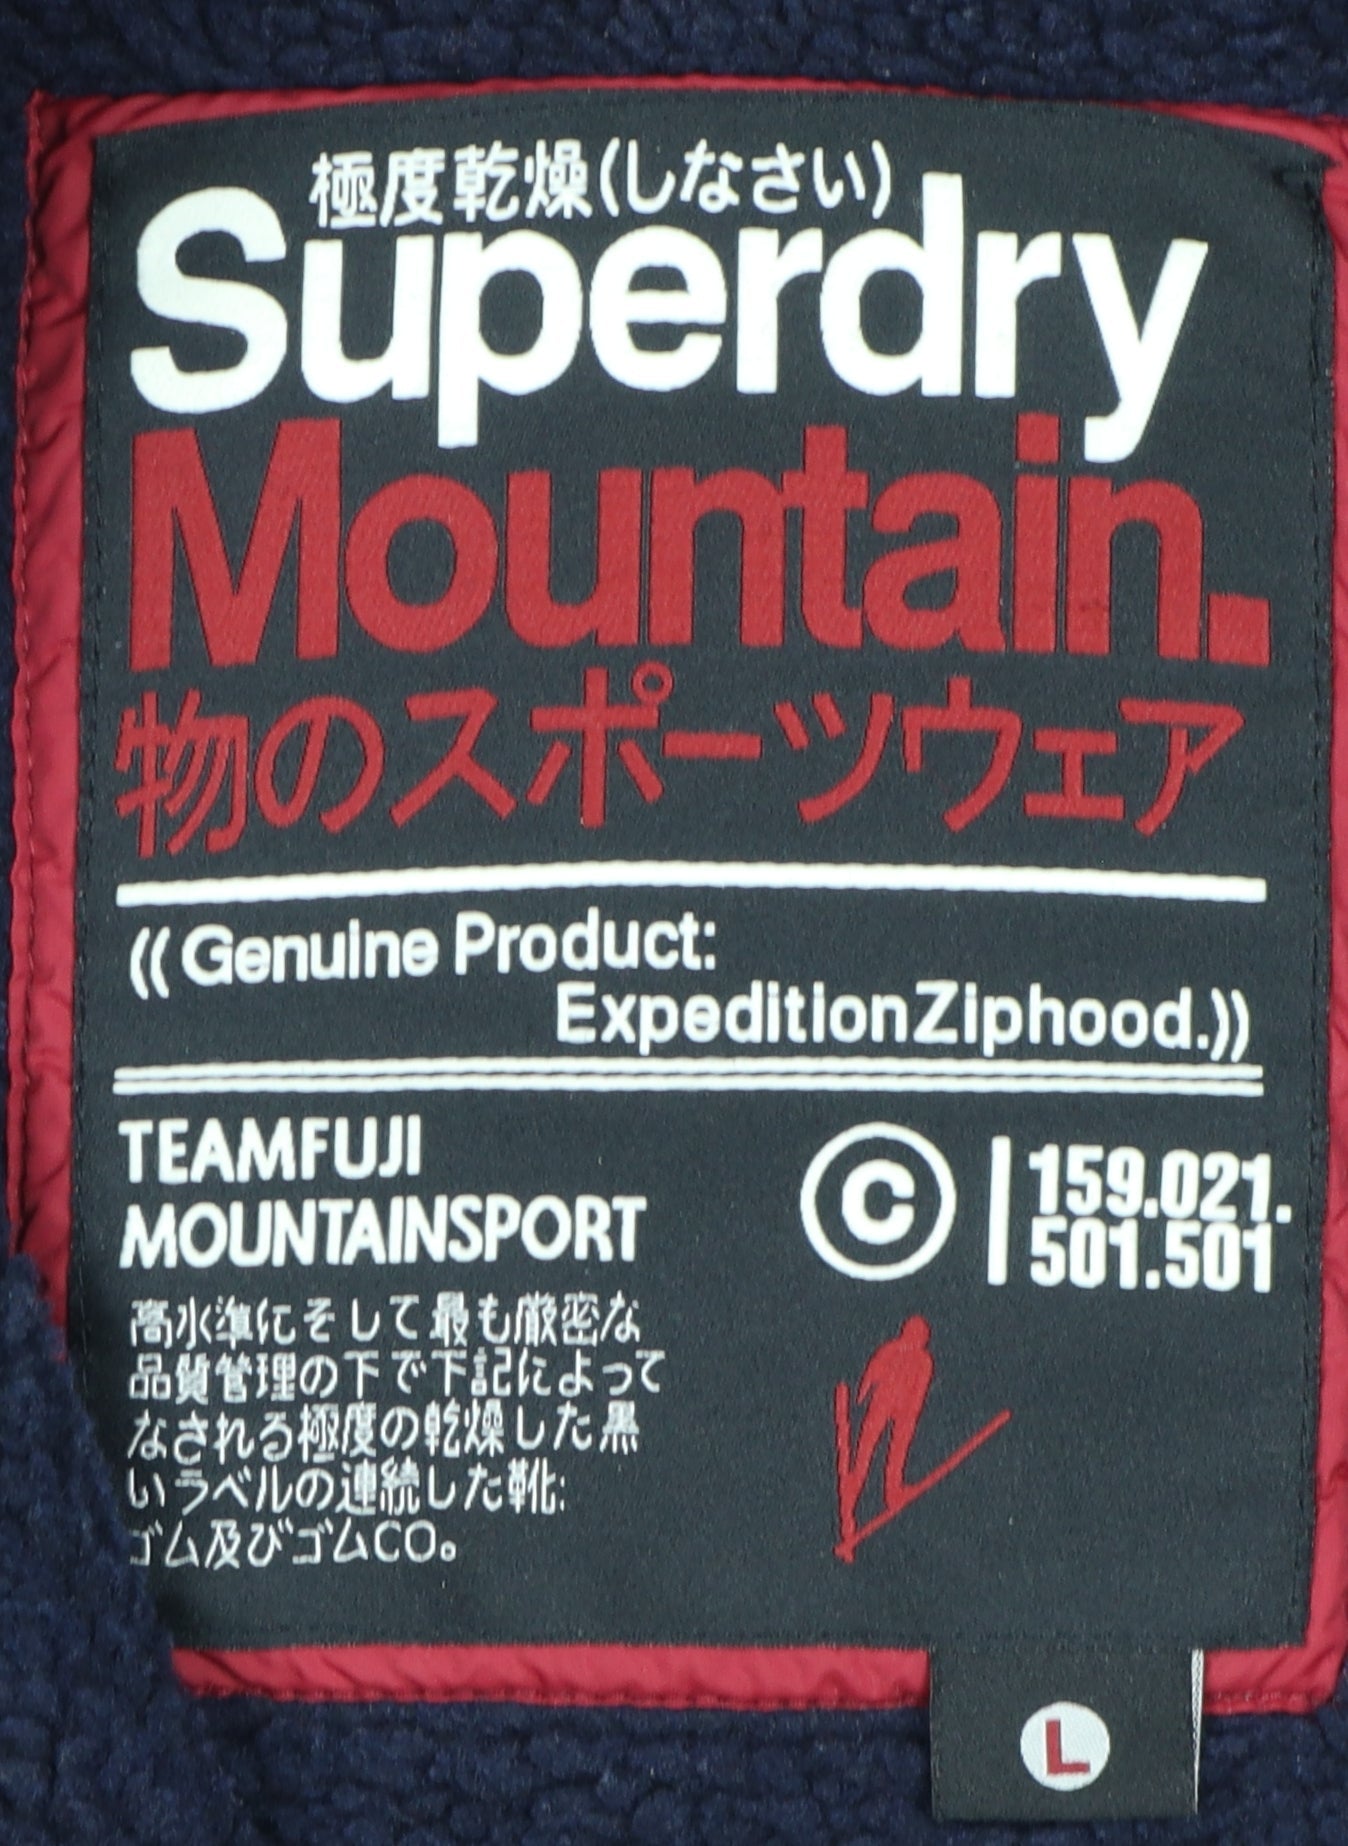 極度乾燥(しなさい)
Superdry
Mountain.
物のスポーツウェア
((Genuine Product:
ExpeditionZiphood.))
TEAMFUJI
MOUNTAINSPORT
© 159.021.
501.501
高水準にそして最も厳密な
品質管理の下で下記によって
なされる極度の乾燥した黒
いラベルの連続した靴:
ゴム及びゴムCO。
L